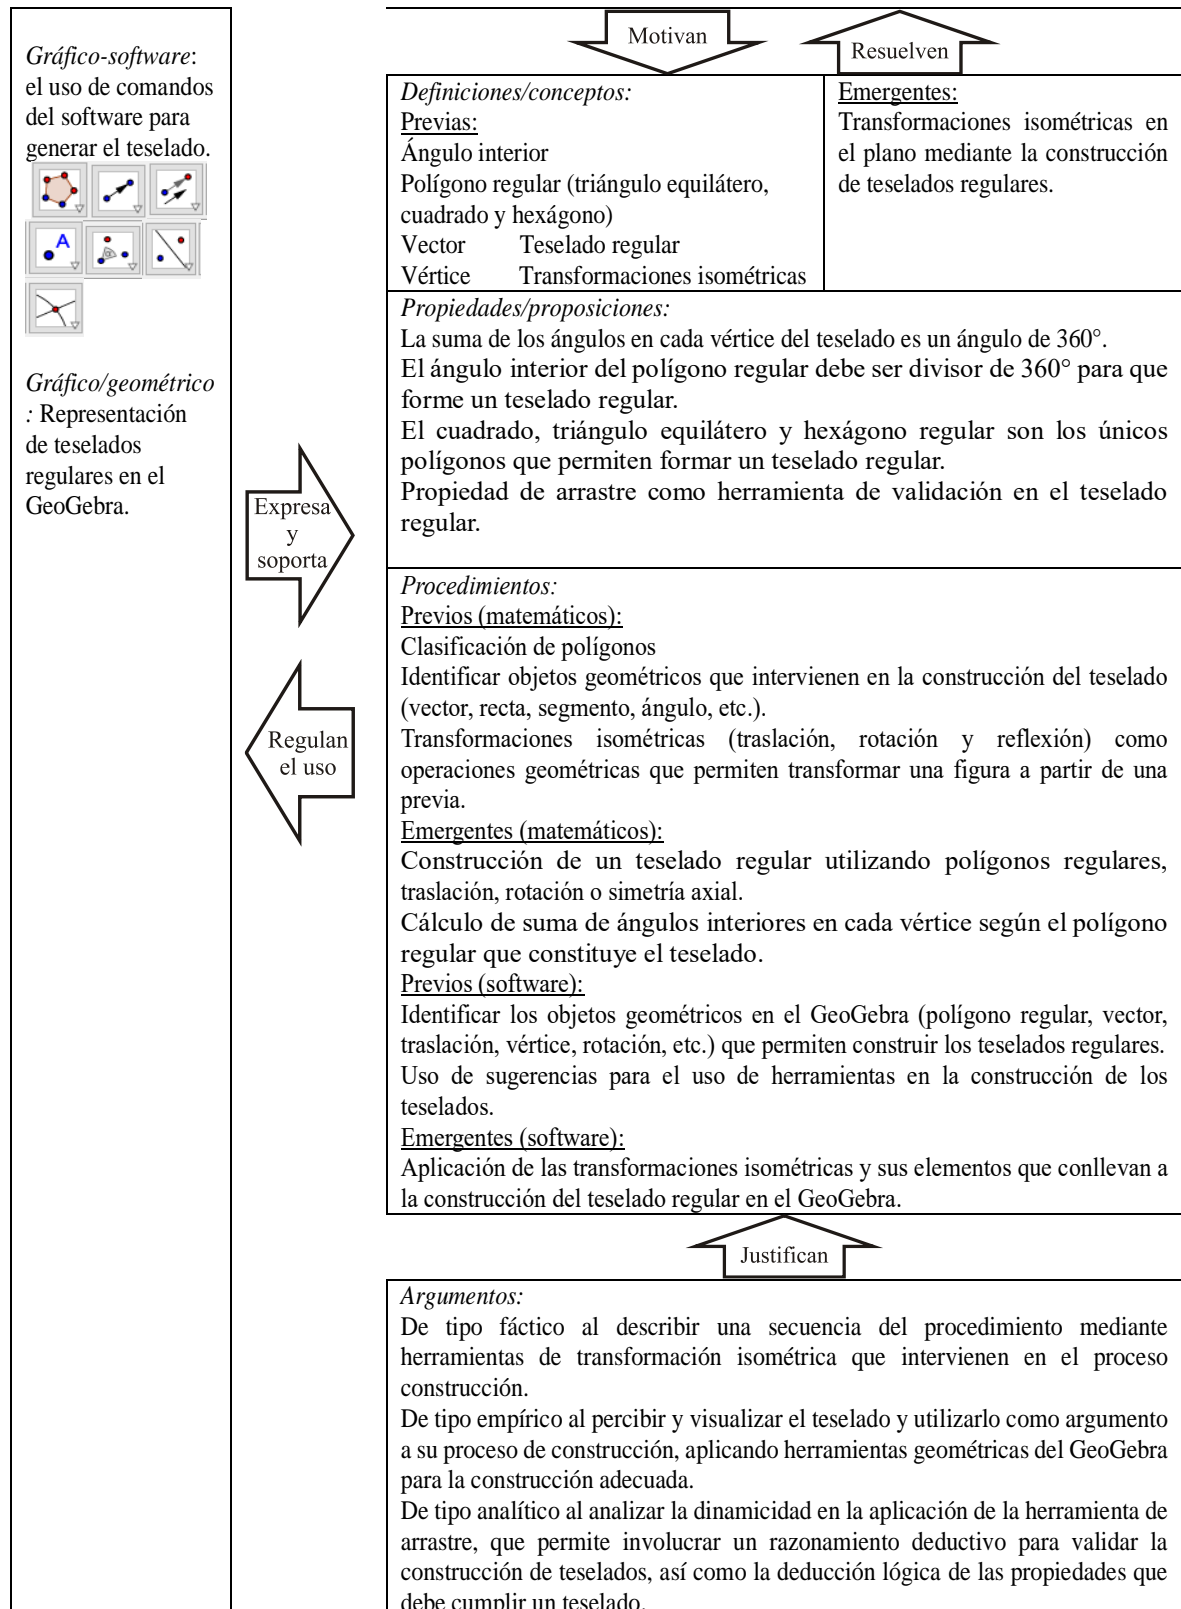 Gráfico-software:
el uso de comandos
del software para
generar el teselado.
A
Gráfico/geométrico
: Representación
de teselados
regulares en el
GeoGebra.
Expresa
y
soporta
Regulan
el uso
Motivan
Resuelven
Definiciones/conceptos:
Previas:
Ángulo interior
Polígono regular (triángulo equilátero,
cuadrado y hexágono)
Vector Teselado regular
Vértice Transformaciones isométricas
Emergentes:
Transformaciones isométricas en
el plano mediante la construcción
de teselados regulares.
Propiedades/proposiciones:
La suma de los ángulos en cada vértice del teselado es un ángulo de 360°.
El ángulo interior del polígono regular debe ser divisor de 360° para que
forme un teselado regular.
El cuadrado, triángulo equilátero y hexágono regular son los únicos
polígonos que permiten formar un teselado regular.
Propiedad de arrastre como herramienta de validación en el teselado
regular.
Procedimientos:
Previos (matemáticos):
Clasificación de polígonos
Identificar objetos geométricos que intervienen en la construcción del teselado
(vector, recta, segmento, ángulo, etc.).
Transformaciones isométricas (traslación, rotación y reflexión) como
operaciones geométricas que permiten transformar una figura a partir de una
previa.
Emergentes (matemáticos):
Construcción de un teselado regular utilizando polígonos regulares,
traslación, rotación o simetría axial.
Cálculo de suma de ángulos interiores en cada vértice según el polígono
regular que constituye el teselado.
Previos (software):
Identificar los objetos geométricos en el GeoGebra (polígono regular, vector,
traslación, vértice, rotación, etc.) que permiten construir los teselados regulares.
Uso de sugerencias para el uso de herramientas en la construcción de los
teselados.
Emergentes (software):
Aplicación de las transformaciones isométricas y sus elementos que conllevan a
la construcción del teselado regular en el GeoGebra.
Justifican
Argumentos:
De tipo fáctico al describir una secuencia del procedimiento mediante
herramientas de transformación isométrica que intervienen en el proceso
construcción.
De tipo empírico al percibir y visualizar el teselado y utilizarlo como argumento
a su proceso de construcción, aplicando herramientas geométricas del GeoGebra
para la construcción adecuada.
De tipo analítico al analizar la dinamicidad en la aplicación de la herramienta de
arrastre, que permite involucrar un razonamiento deductivo para validar la
construcción de teselados, así como la deducción lógica de las propiedades que
debe cumplir un teselado.